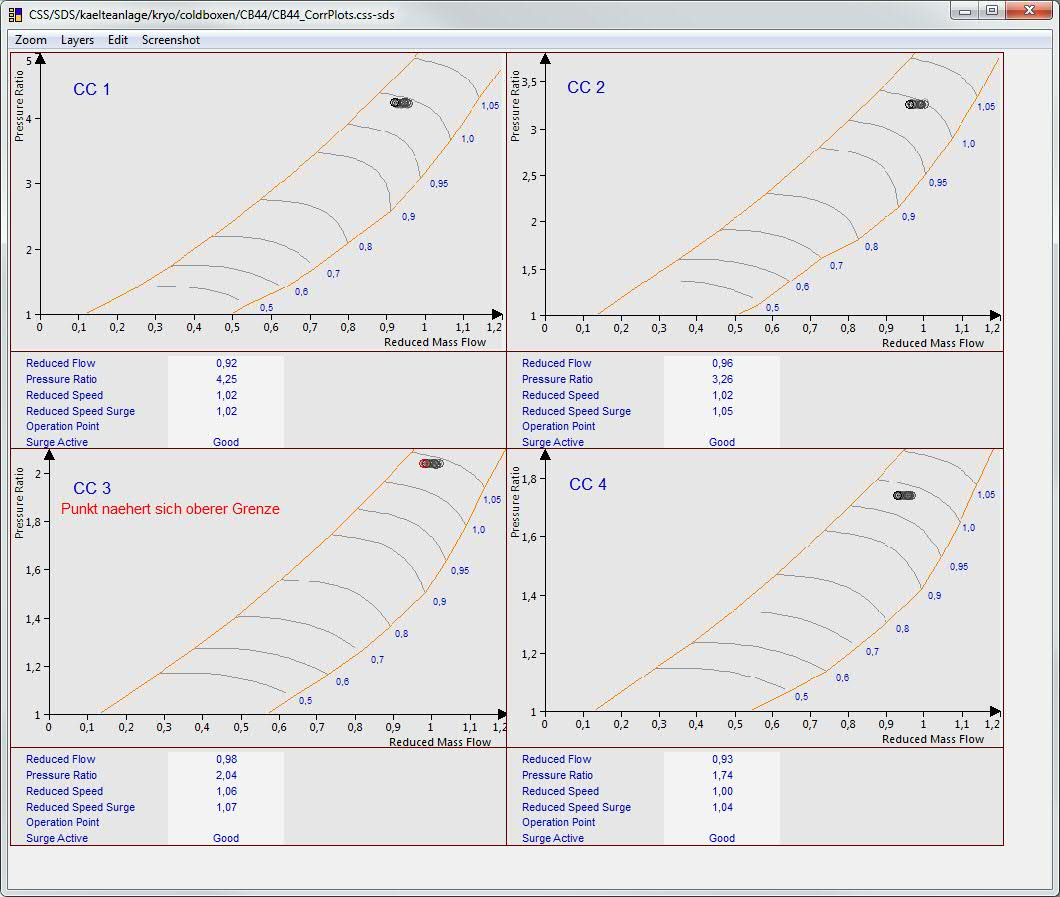 CSS/SDS/kaelteanlage/kryo/coldboxen/CB44/CB44_CorrPlots.css-sds
Zoom Layers Edit Screenshot
CC 1
Pressure Ratio
5
4
3
2
1
1,05
1,0
0,95
0,9
0,8
0,7
0,6
0,5
0 0,1 0,2 0,3 0,4 0,5 0,6 0,7 0,8 0,9 1 1,1 1,2
Reduced Mass Flow
Reduced Flow 0,92
Pressure Ratio 4,25
Reduced Speed 1,02
Reduced Speed Surge 1,02
Operation Point
Surge Active Good
CC 2
Pressure Ratio
3,5
3
2,5
2
1,5
1
1,05
1,0
0,95
0,9
0,8
0,7
0,6
0,5
0 0,1 0,2 0,3 0,4 0,5 0,6 0,7 0,8 0,9 1 1,1 1,2
Reduced Mass Flow
Reduced Flow 0,96
Pressure Ratio 3,26
Reduced Speed 1,02
Reduced Speed Surge 1,05
Operation Point
Surge Active Good
CC 3
Punkt naehert sich oberer Grenze
Pressure Ratio
2
1,8
1,6
1,4
1,2
1
1,05
1,0
0,95
0,9
0,8
0,7
0,6
0,5
0 0,1 0,2 0,3 0,4 0,5 0,6 0,7 0,8 0,9 1 1,1 1,2
Reduced Mass Flow
Reduced Flow 0,98
Pressure Ratio 2,04
Reduced Speed 1,06
Reduced Speed Surge 1,07
Operation Point
Surge Active Good
CC 4
Pressure Ratio
1,8
1,6
1,4
1,2
1
1,05
1,0
0,95
0,9
0,8
0,7
0,6
0,5
0 0,1 0,2 0,3 0,4 0,5 0,6 0,7 0,8 0,9 1 1,1 1,2
Reduced Mass Flow
Reduced Flow 0,93
Pressure Ratio 1,74
Reduced Speed 1,00
Reduced Speed Surge 1,04
Operation Point
Surge Active Good